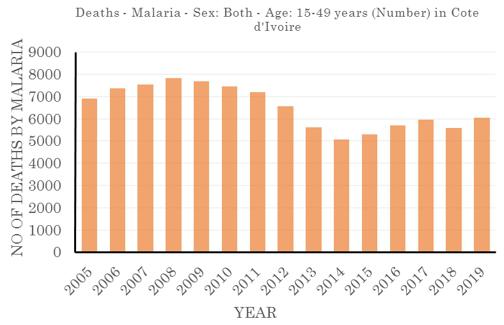 Deaths - Malaria - Sex: Both - Age: 15-49 years (Number) in Cote
d'Ivoire
NO OF DEATHS BY MALARIA
9000
8000
7000
6000
5000
4000
3000
2000
1000
0
2005 2006 2007 2008 2009 2010 2011 2012 2013 2014 2015 2016 2017 2018 2019
YEAR